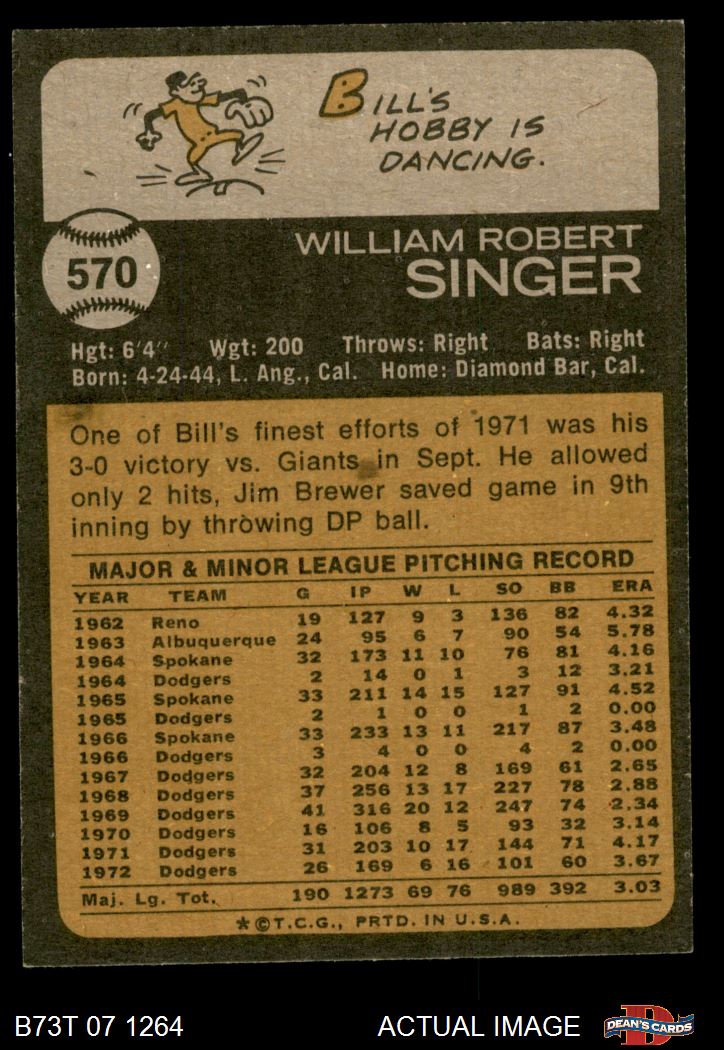 BILL'S
HOBBY IS
DANCING.
570
WILLIAM ROBERT
SINGER
Hgt: 6'4" Wgt: 200 Throws: Right Bats: Right
Born: 4-24-44, L. Ang., Cal. Home: Diamond Bar, Cal.
One of Bill's finest efforts of 1971 was his
3-0 victory vs. Giants in Sept. He allowed
only 2 hits, Jim Brewer saved game in 9th
inning by throwing DP ball.
MAJOR & MINOR LEAGUE PITCHING RECORD
YEAR TEAM G IP W L SO BB ERA
1962 Reno 19 127 9 3 136 82 4.32
1963 Albuquerque 24 95 6 7 90 54 5.78
1964 Spokane 32 173 11 10 76 81 4.16
1964 Dodgers 2 14 0 1 3 12 3.21
1965 Spokane 33 211 14 15 127 91 4.52
1965 Dodgers 2 1 0 0 1 2 0.00
1966 Spokane 33 233 13 11 217 87 3.48
1966 Dodgers 3 4 0 0 4 2 0.00
1967 Dodgers 32 204 12 8 169 61 2.65
1968 Dodgers 37 256 13 17 227 78 2.88
1969 Dodgers 41 316 20 12 247 74 2.34
1970 Dodgers 16 106 8 5 93 32 3.14
1971 Dodgers 31 203 10 17 144 71 4.17
1972 Dodgers 26 169 6 16 101 60 3.67
Maj. Lg. Tot. 190 1273 69 76 989 392 3.03
*©T.C.G., PRTD. IN U.S.A.
B73T 07 1264 ACTUAL IMAGE D DEAN'S CARDS